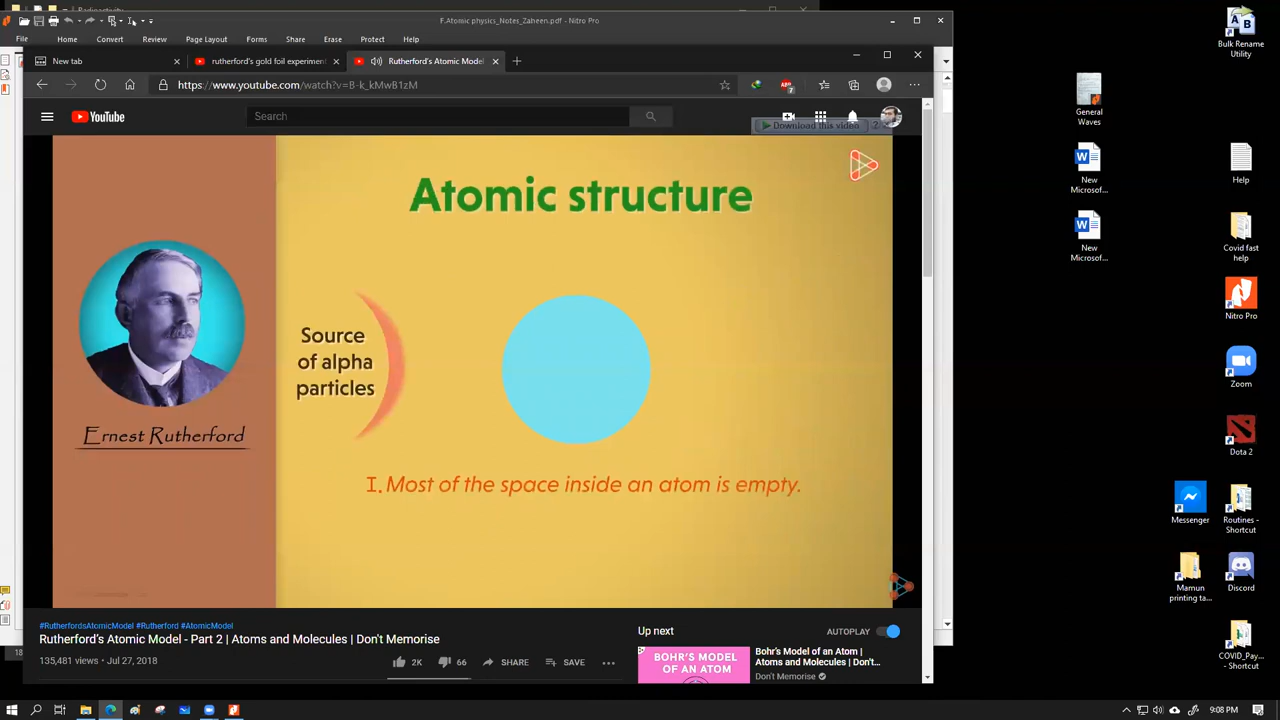 Radioactivity
F.Atomic physics_Notes_Zaheen.pdf - Nitro Pro
File Home Convert Review Page Layout Forms Share Erase Protect Help
New tab
rutherford's gold foil experiment
Rutherford's Atomic Model
https://www.youtube.com/watch?v=B-k_kMwB1zM
7
YouTube
Search
Download this video
Atomic structure
Source
of alpha
particles
Ernest Rutherford
I. Most of the space inside an atom is empty.
#RutherfordsAtomicModel #Rutherford #AtomicModel
Rutherford's Atomic Model - Part 2 | Atoms and Molecules | Don't Memorise
135,481 views • Jul 27, 2018
2K
66
SHARE
SAVE
Up next
AUTOPLAY
BOHR'S MODEL
OF AN ATOM
Bohr's Model of an Atom |
Atoms and Molecules | Don't...
Don't Memorise
General
Waves
New
Microsof...
New
Microsof...
Bulk Rename
Utility
Help
Covid fast
help
Nitro Pro
Zoom
Dota 2
Messenger
Routines -
Shortcut
Mamun
printing ta...
Discord
COVID_Pay...
- Shortcut
9:08 PM